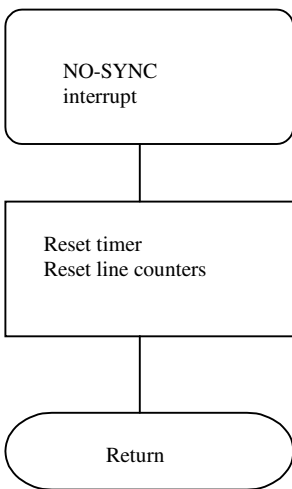 NO-SYNC
interrupt
Reset timer
Reset line counters
Return